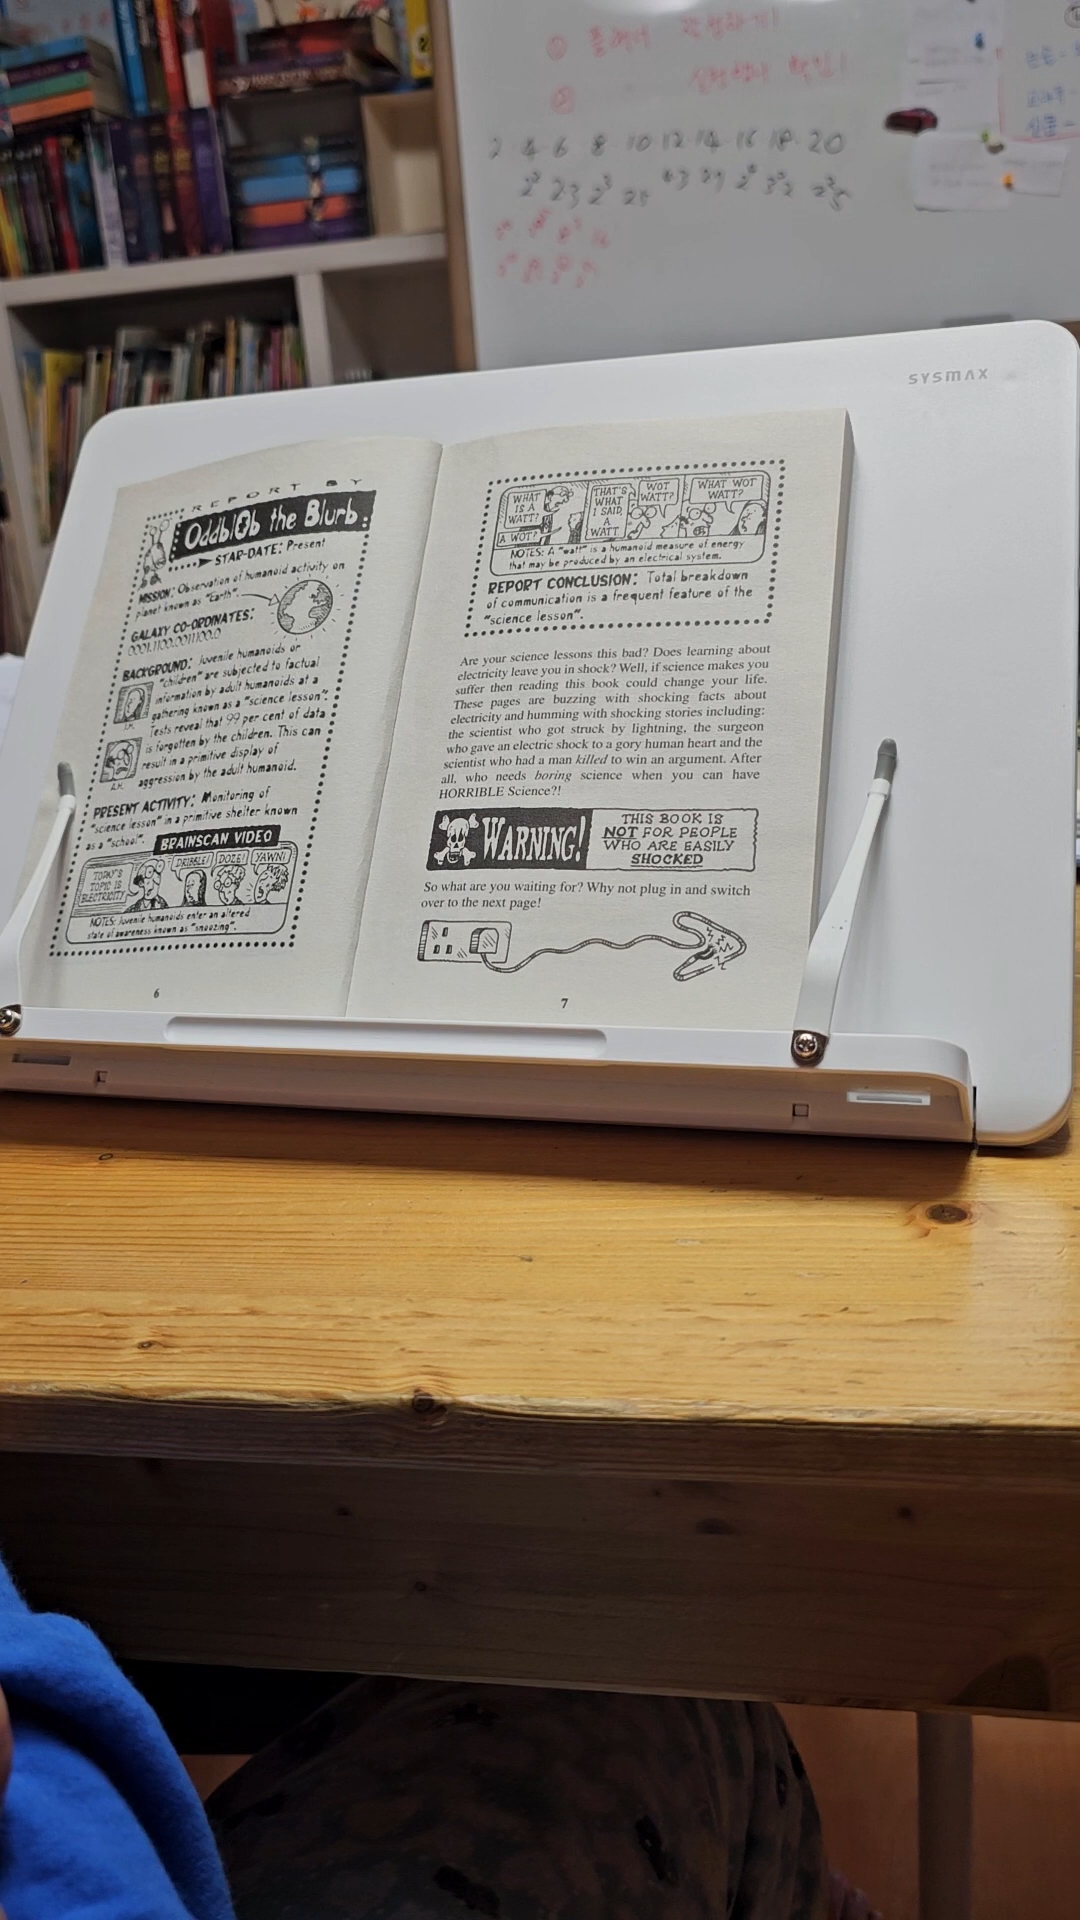 2 4 6 8 10 12 14 16 18 20
SYSMAX
REPORT BY
Oddblob the Blurb
STAR-DATE: Present
MISSION: Observation of humanoid activity on
planet known as "Earth".
GALAXY CO-ORDINATES:
BACKGROUND: Juvenile humanoids or
"children" are subjected to factual
information by adult humanoids at a
gathering known as a "science lesson".
Tests reveal that 99 per cent of data
is forgotten by the children. This can
result in a primitive display of
aggression by the adult humanoid.
J.H.
A.H.
PRESENT ACTIVITY: Monitoring of
"science lesson" in a primitive shelter known
as a "school".
BRAINSCAN VIDEO
TODAY'S
TOPIC IS
ELECTRICITY
DRIBBLE!
DOZE!
YAWN!
NOTES: Juvenile humanoids enter an altered
state of awareness known as "snoozing".
6
WHAT
IS A
WATT?
A WOT?
THAT'S
WHAT
I SAID,
A
WATT
WOT
WATT?
WHAT WOT
WATT?
NOTES: A "watt" is a humanoid measure of energy
that may be produced by an electrical system.
REPORT CONCLUSION: Total breakdown
of communication is a frequent feature of the
"science lesson".
Are your science lessons this bad? Does learning about
electricity leave you in shock? Well, if science makes you
suffer then reading this book could change your life.
These pages are buzzing with shocking facts about
electricity and humming with shocking stories including:
the scientist who got struck by lightning, the surgeon
who gave an electric shock to a gory human heart and the
scientist who had a man killed to win an argument. After
all, who needs boring science when you can have
HORRIBLE Science?!
WARNING!
THIS BOOK IS
NOT FOR PEOPLE
WHO ARE EASILY
SHOCKED
So what are you waiting for? Why not plug in and switch
over to the next page!
7